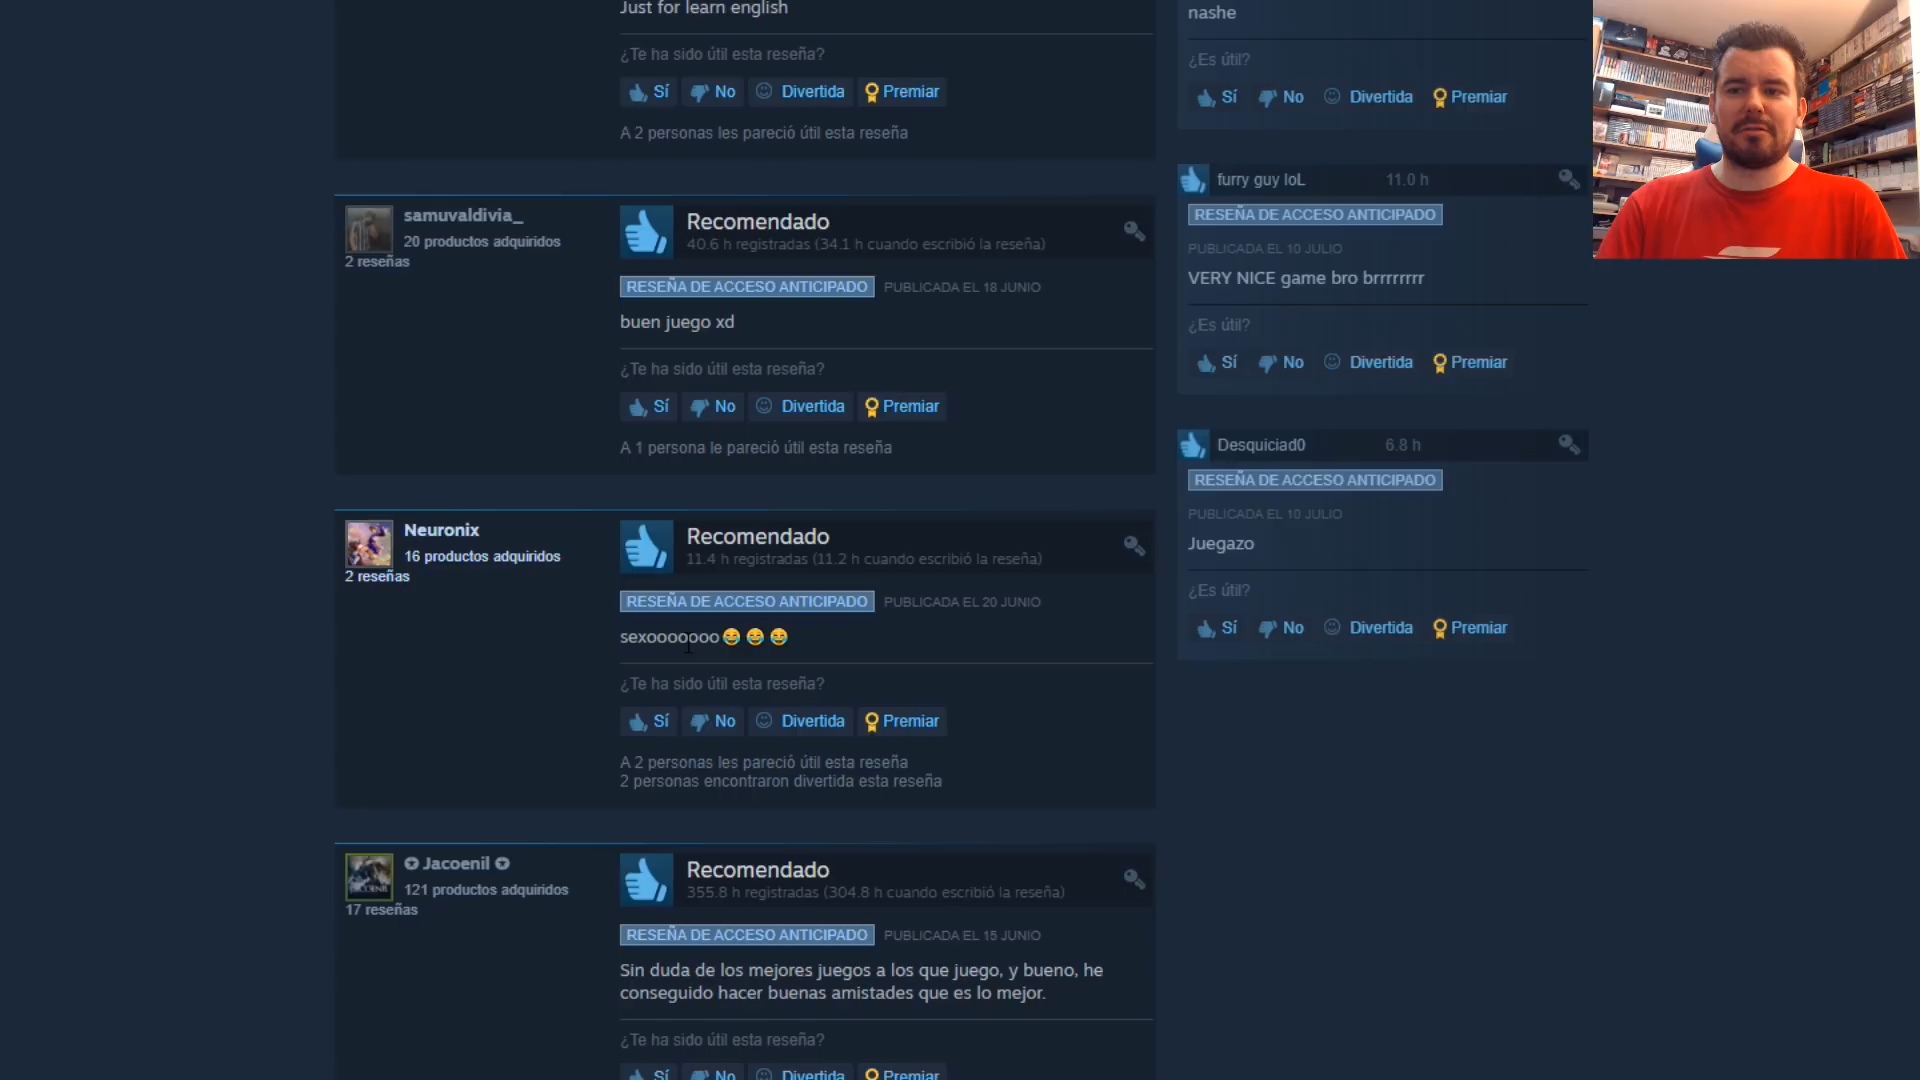 Just for learn english
¿Te ha sido útil esta reseña?
Sí No Divertida Premiar
A 2 personas les pareció útil esta reseña
samuvaldivia_
20 productos adquiridos
2 reseñas
Recomendado
40.6 h registradas (34.1 h cuando escribió la reseña)
RESEÑA DE ACCESO ANTICIPADO PUBLICADA EL 18 JUNIO
buen juego xd
¿Te ha sido útil esta reseña?
Sí No Divertida Premiar
A 1 persona le pareció útil esta reseña
Neuronix
16 productos adquiridos
2 reseñas
Recomendado
11.4 h registradas (11.2 h cuando escribió la reseña)
RESEÑA DE ACCESO ANTICIPADO PUBLICADA EL 20 JUNIO
sexooooooo😂😂😂
¿Te ha sido útil esta reseña?
Sí No Divertida Premiar
A 2 personas les pareció útil esta reseña
2 personas encontraron divertida esta reseña
✪ Jacoenil ✪
121 productos adquiridos
17 reseñas
Recomendado
355.8 h registradas (304.8 h cuando escribió la reseña)
RESEÑA DE ACCESO ANTICIPADO PUBLICADA EL 15 JUNIO
Sin duda de los mejores juegos a los que juego, y bueno, he
conseguido hacer buenas amistades que es lo mejor.
¿Te ha sido útil esta reseña?
Sí No Divertida Premiar
nashe
¿Es útil?
Sí No Divertida Premiar
furry guy loL 11.0 h
RESEÑA DE ACCESO ANTICIPADO
PUBLICADA EL 10 JULIO
VERY NICE game bro brrrrrrr
¿Es útil?
Sí No Divertida Premiar
Desquiciad0 6.8 h
RESEÑA DE ACCESO ANTICIPADO
PUBLICADA EL 10 JULIO
Juegazo
¿Es útil?
Sí No Divertida Premiar